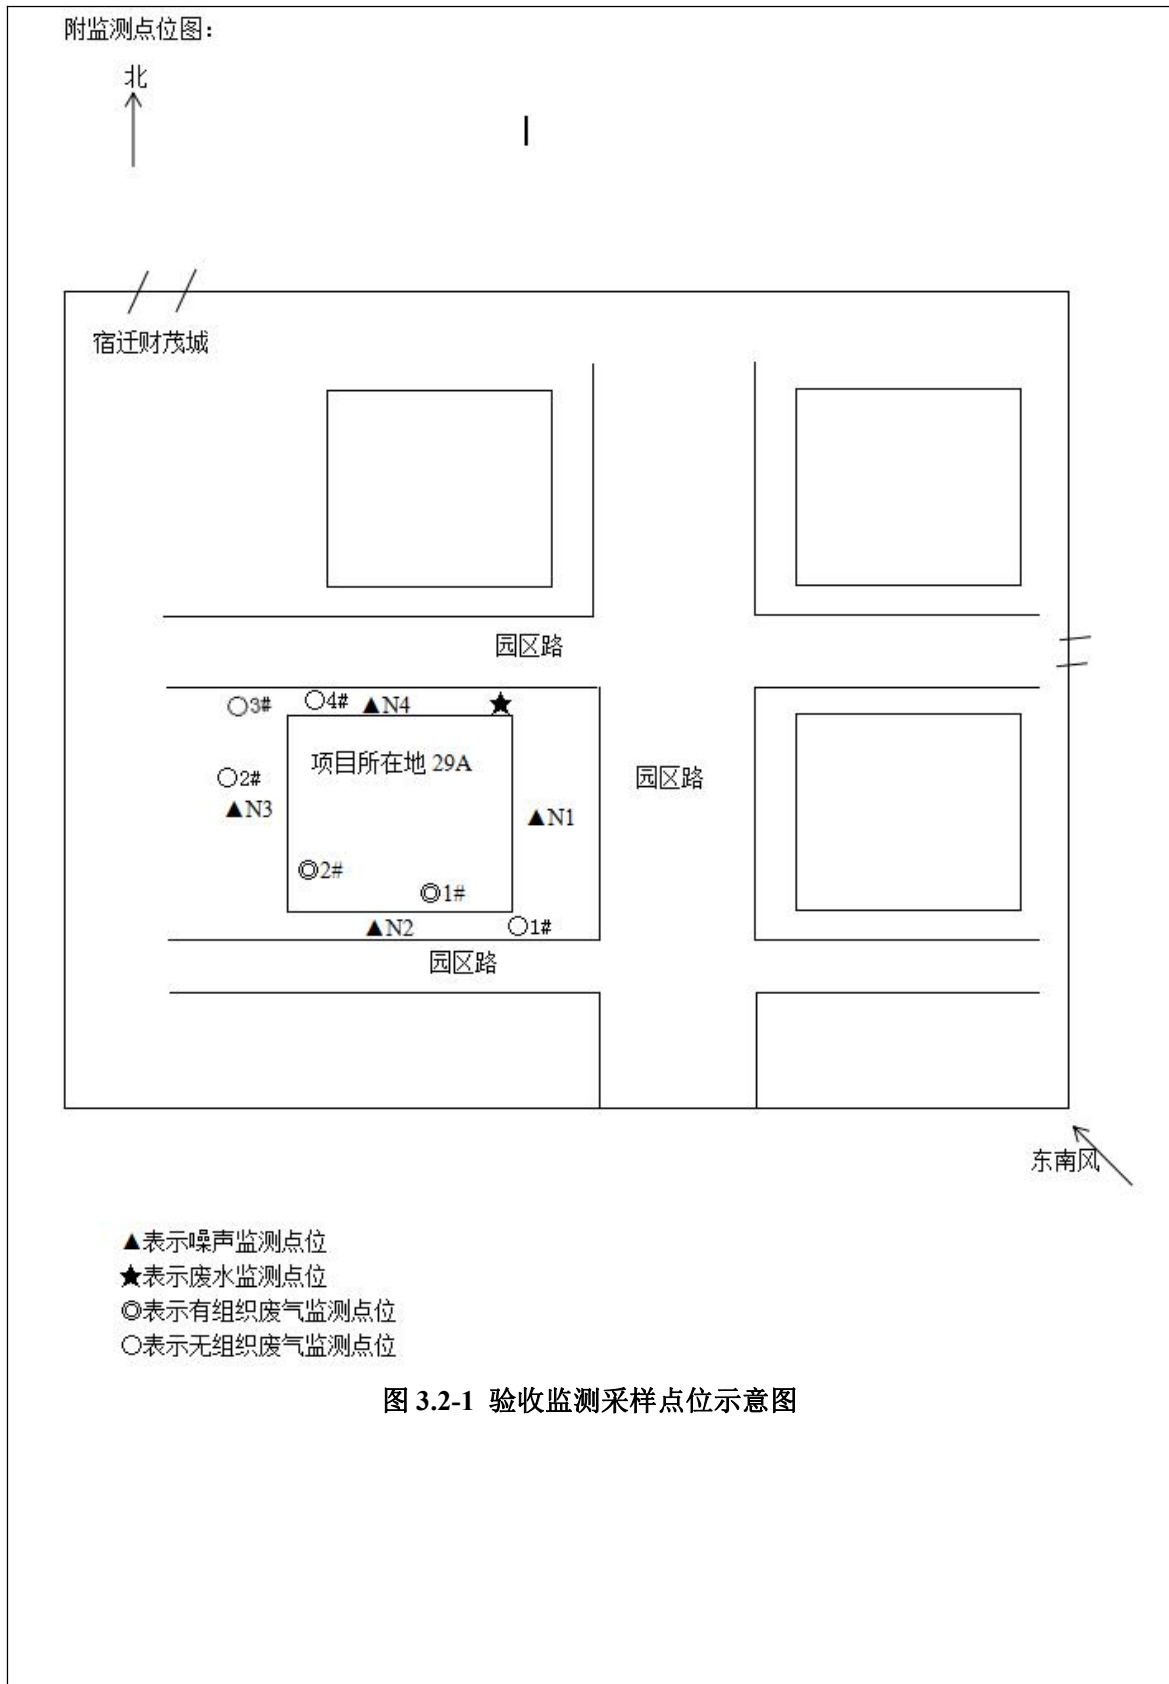 附监测点位图：
北
宿迁财茂城
园区路
○3# ○4# ▲N4 ★
项目所在地 29A
○2#
园区路
▲N3
▲N1
◎2#
◎1#
▲N2 ○1#
园区路
东南风
▲表示噪声监测点位
★表示废水监测点位
◎表示有组织废气监测点位
○表示无组织废气监测点位
图 3.2-1 验收监测采样点位示意图